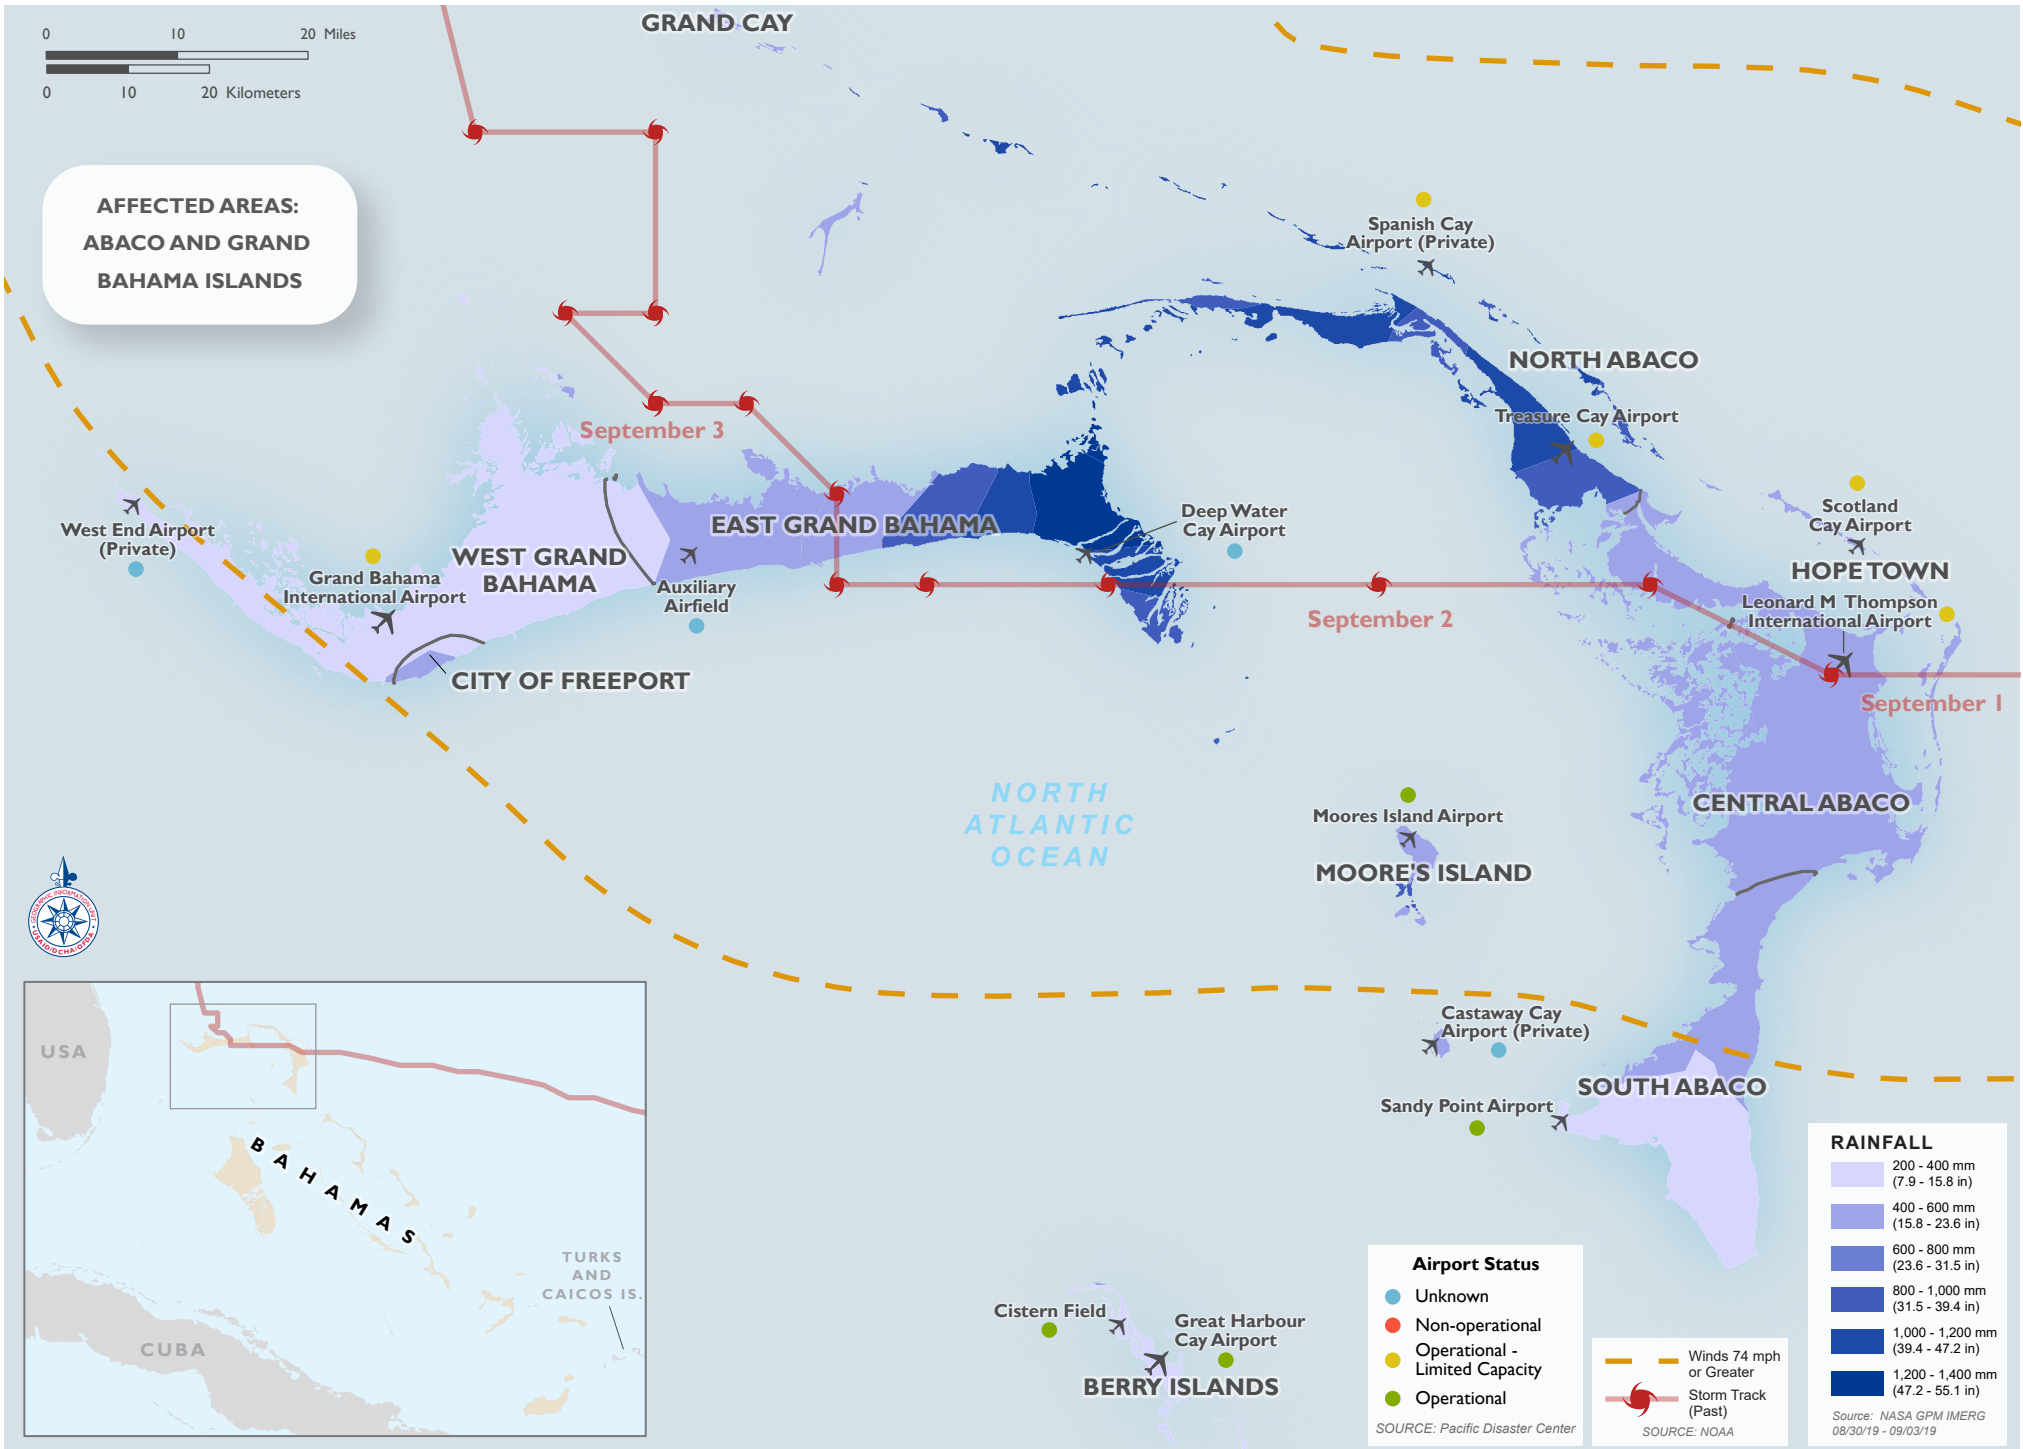 0 10 20 Miles
0 10 20 Kilometers
GRAND CAY
AFFECTED AREAS:
ABACO AND GRAND
BAHAMA ISLANDS
Spanish Cay
Airport (Private)
NORTH ABACO
Treasure Cay Airport
September 3
West End Airport
(Private)
Grand Bahama
International Airport
WEST GRAND
BAHAMA
EAST GRAND BAHAMA
Auxiliary
Airfield
CITY OF FREEPORT
Deep Water
Cay Airport
September 2
Scotland
Cay Airport
HOPE TOWN
Leonard M Thompson
International Airport
September 1
NORTH
ATLANTIC
OCEAN
Moores Island Airport
MOORE'S ISLAND
CENTRAL ABACO
GEOGRAPHIC INFORMATION UNIT
USAID/DCHA/OFDA
Castaway Cay
Airport (Private)
SOUTH ABACO
Sandy Point Airport
USA
BAHAMAS
TURKS
AND
CAICOS IS.
CUBA
Cistern Field
Great Harbour
Cay Airport
BERRY ISLANDS
Airport Status
Unknown
Non-operational
Operational -
Limited Capacity
Operational
SOURCE: Pacific Disaster Center
Winds 74 mph
or Greater
Storm Track
(Past)
SOURCE: NOAA
RAINFALL
200 - 400 mm
(7.9 - 15.8 in)
400 - 600 mm
(15.8 - 23.6 in)
600 - 800 mm
(23.6 - 31.5 in)
800 - 1,000 mm
(31.5 - 39.4 in)
1,000 - 1,200 mm
(39.4 - 47.2 in)
1,200 - 1,400 mm
(47.2 - 55.1 in)
Source: NASA GPM IMERG
08/30/19 - 09/03/19